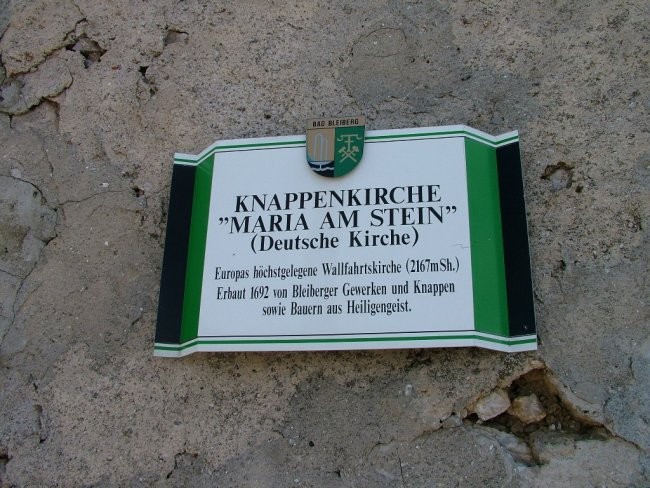 BAD BLEIBERG
KNAPPENKIRCHE
"MARIA AM STEIN"
(Deutsche Kirche)
Europas höchstgelegene Wallfahrtskirche (2167mSh.)
Erbaut 1692 von Bleiberger Gewerken und Knappen
sowie Bauern aus Heiligengeist.